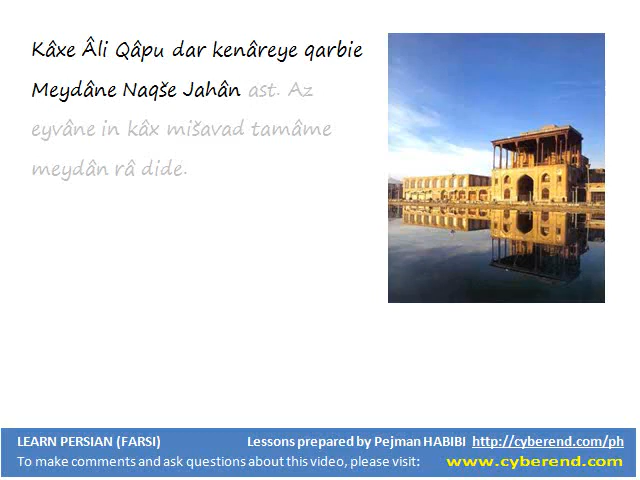 Kâxe Âli Qâpu dar kenâreye qarbie
Meydâne Naqše Jahân ast. Az
eyvâne in kâx mišavad tamâme
meydân râ dide.
LEARN PERSIAN (FARSI) Lessons prepared by Pejman HABIBI http://cyberend.com/ph
To make comments and ask questions about this video, please visit: www.cyberend.com